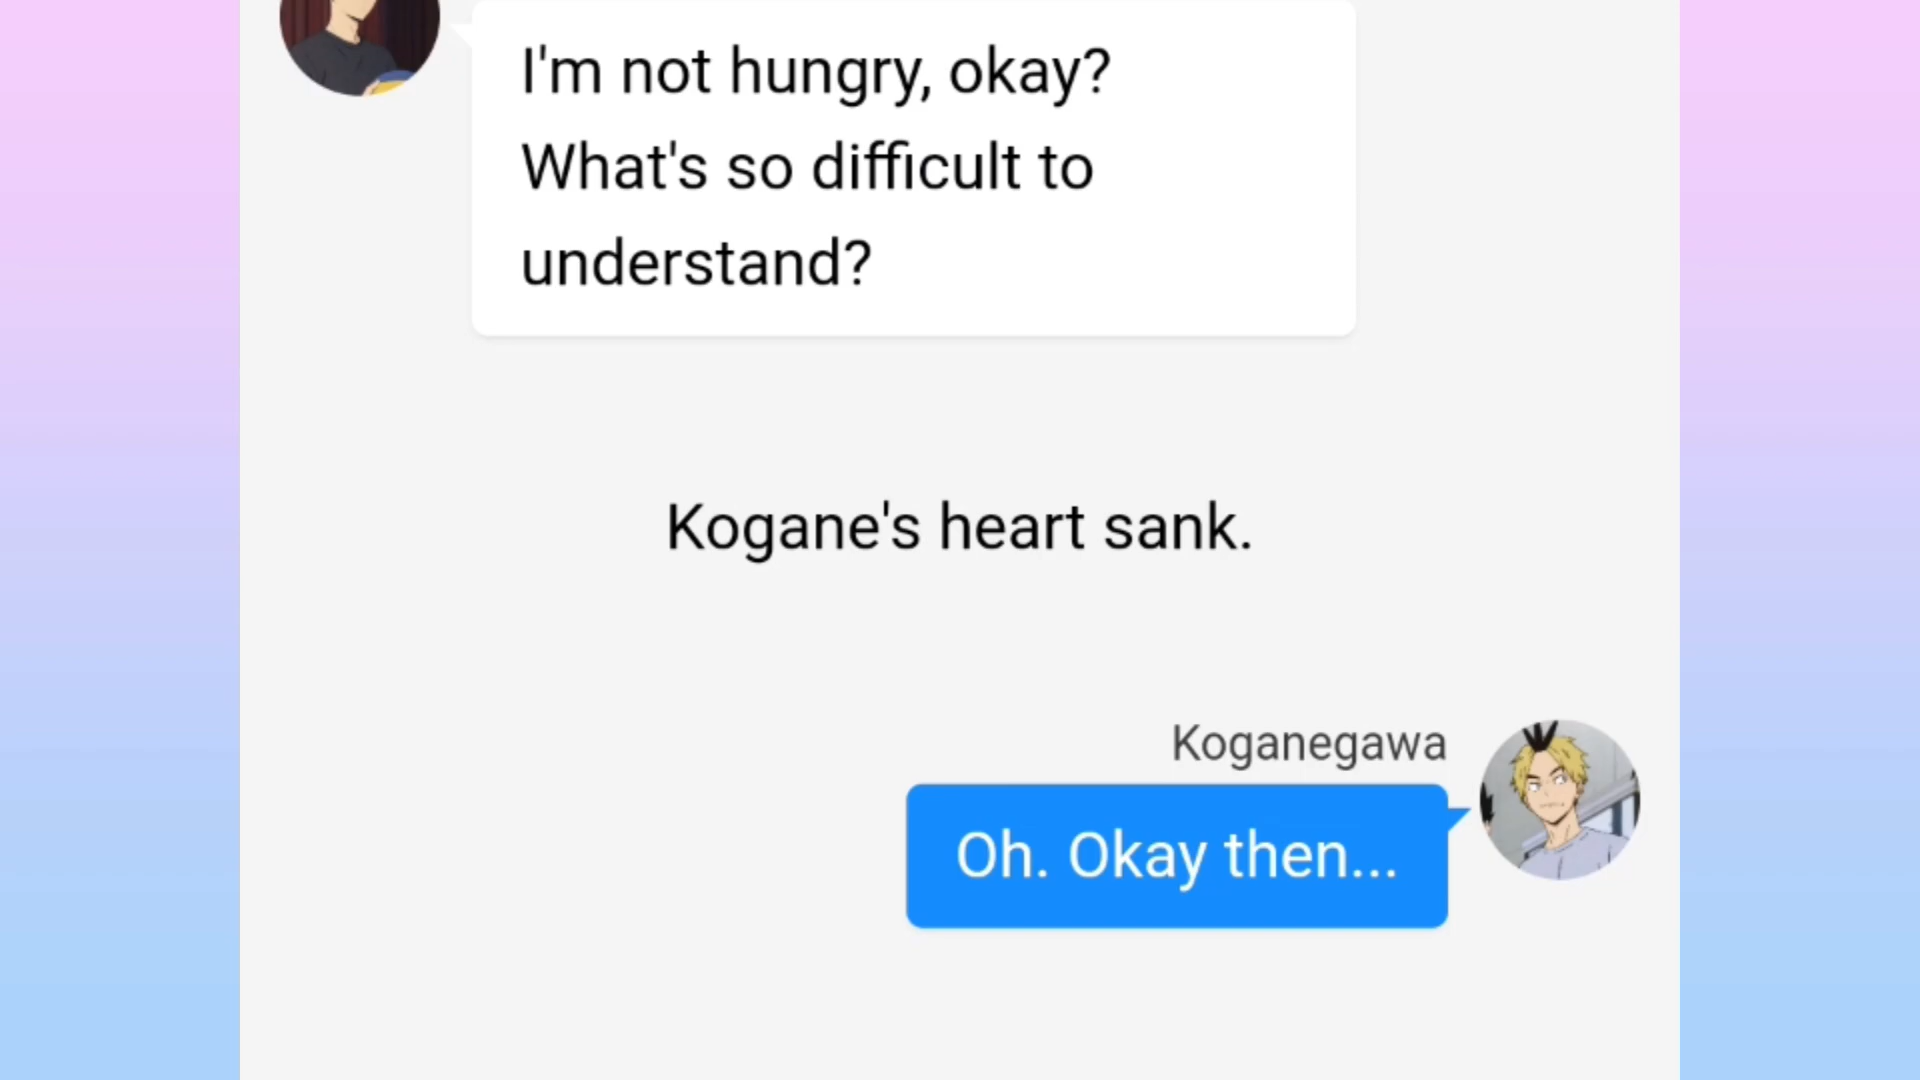 I'm not hungry, okay?
What's so difficult to
understand?
Kogane's heart sank.
Koganegawa
Oh. Okay then...